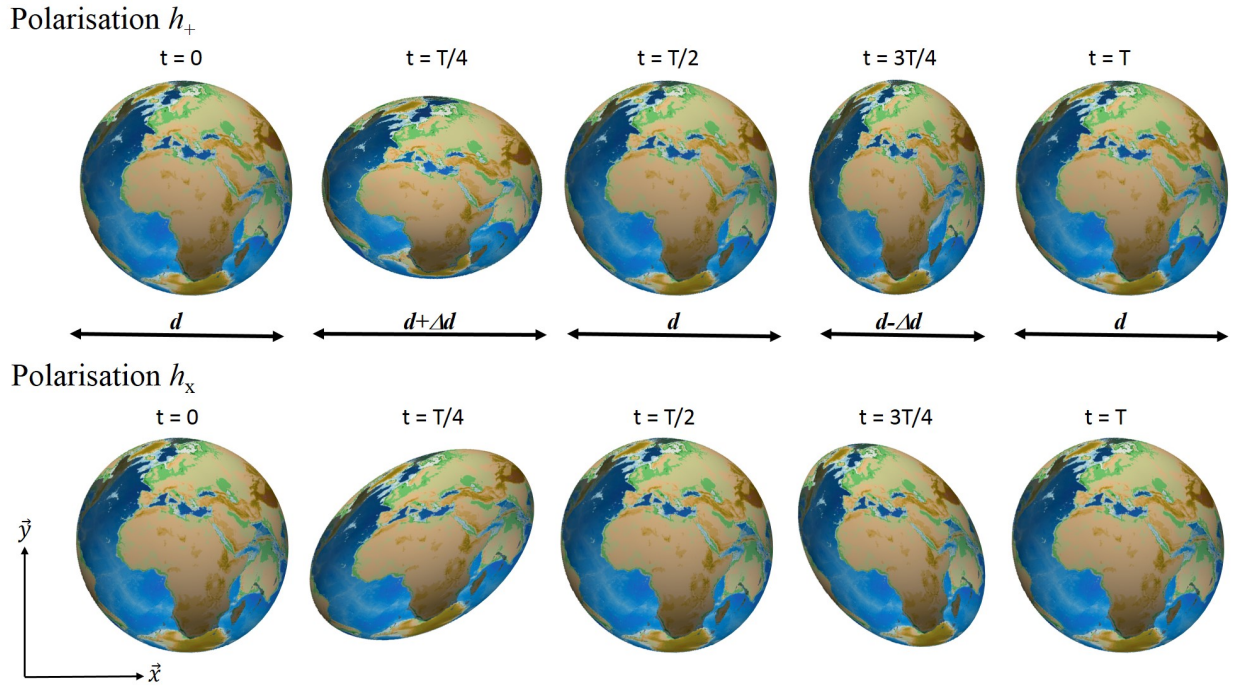 Polarisation h₊
t = 0 t = T/4 t = T/2 t = 3T/4 t = T
d d+Δd d d-Δd d
Polarisation hₓ
t = 0 t = T/4 t = T/2 t = 3T/4 t = T
y⃗
x⃗